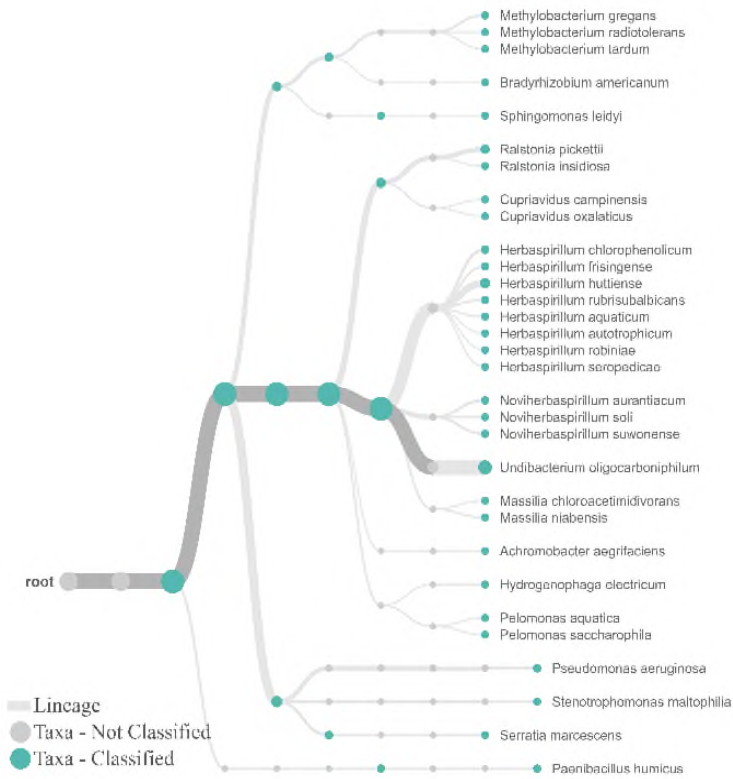 Methylobacterium gregans
Methylobacterium radiotolerans
Methylobacterium tardum
Bradyrhizobium americanum
Sphingomonas leidyi
Ralstonia pickettii
Ralstonia insidiosa
Cupriavidus campinensis
Cupriavidus oxalaticus
Herbaspirillum chlorophenolicum
Herbaspirillum frisingense
Herbaspirillum huttiense
Herbaspirillum rubrisubalbicans
Herbaspirillum aquaticum
Herbaspirillum autotrophicum
Herbaspirillum robiniae
Herbaspirillum seropedicae
Noviherbaspirillum aurantiacum
Noviherbaspirillum soli
Noviherbaspirillum suwonense
Undibacterium oligocarboniphilum
Massilia chloroacetimidivorans
Massilia niabensis
Achromobacter aegrifaciens
root
Hydrogenophaga electricum
Pelomonas aquatica
Pelomonas saccharophila
Pseudomonas aeruginosa
Stenotrophomonas maltophilia
Serratia marcescens
Paenibacillus humicus
Lineage
Taxa - Not Classified
Taxa - Classified